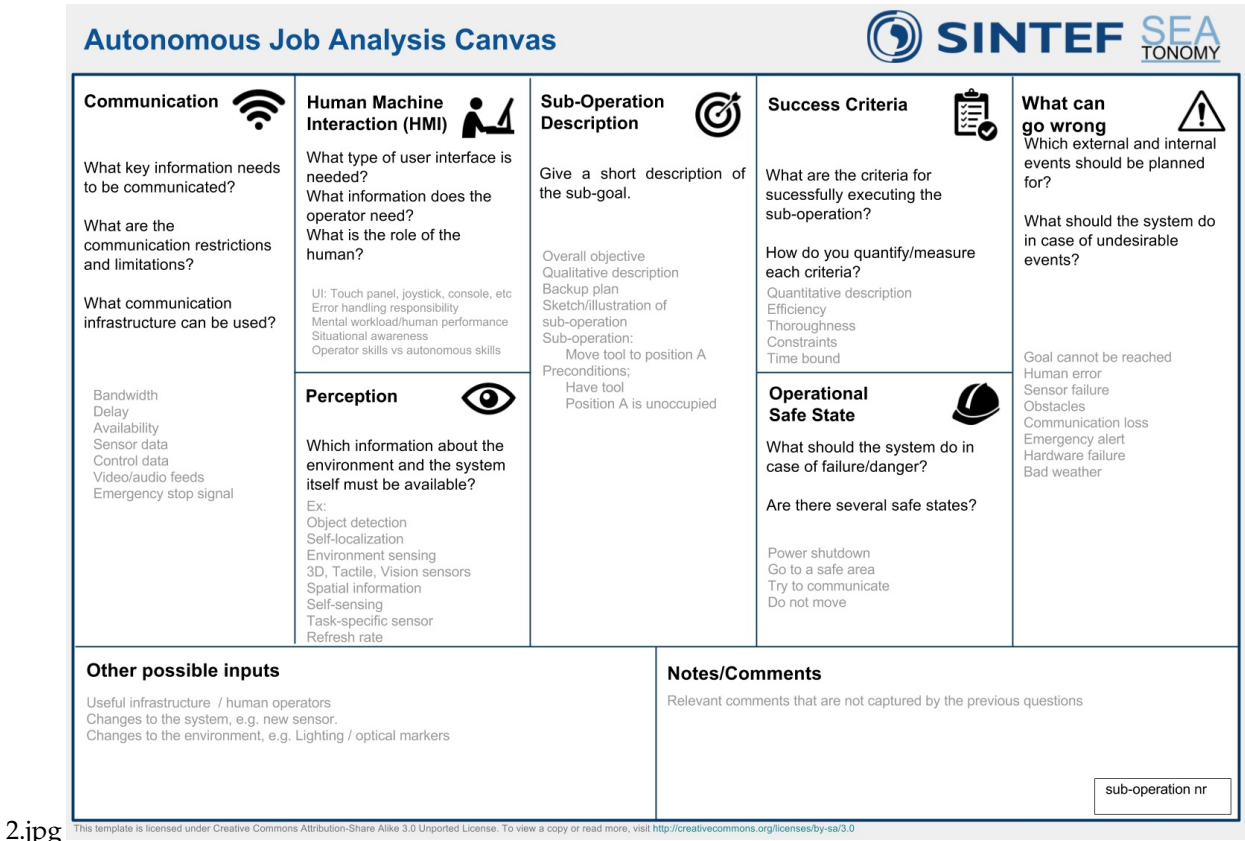 Autonomous Job Analysis Canvas
SINTEF
SEA
TONOMY
Communication
What key information needs
to be communicated?
What are the
communication restrictions
and limitations?
What communication
infrastructure can be used?
Bandwidth
Delay
Availability
Sensor data
Control data
Video/audio feeds
Emergency stop signal
Human Machine
Interaction (HMI)
What type of user interface is
needed?
What information does the
operator need?
What is the role of the
human?
UI: Touch panel, joystick, console, etc
Error handling responsibility
Mental workload/human performance
Situational awareness
Operator skills vs autonomous skills
Perception
Which information about the
environment and the system
itself must be available?
Ex:
Object detection
Self-localization
Environment sensing
3D, Tactile, Vision sensors
Spatial information
Self-sensing
Task-specific sensor
Refresh rate
Sub-Operation
Description
Give a short description of
the sub-goal.
Overall objective
Qualitative description
Backup plan
Sketch/illustration of
sub-operation
Sub-operation:
Move tool to position A
Preconditions;
Have tool
Position A is unoccupied
Success Criteria
What are the criteria for
sucessfully executing the
sub-operation?
How do you quantify/measure
each criteria?
Quantitative description
Efficiency
Thoroughness
Constraints
Time bound
Operational
Safe State
What should the system do in
case of failure/danger?
Are there several safe states?
Power shutdown
Go to a safe area
Try to communicate
Do not move
What can
go wrong
Which external and internal
events should be planned
for?
What should the system do
in case of undesirable
events?
Goal cannot be reached
Human error
Sensor failure
Obstacles
Communication loss
Emergency alert
Hardware failure
Bad weather
Other possible inputs
Useful infrastructure / human operators
Changes to the system, e.g. new sensor.
Changes to the environment, e.g. Lighting / optical markers
Notes/Comments
Relevant comments that are not captured by the previous questions
sub-operation nr
2.jpg
This template is licensed under Creative Commons Attribution-Share Alike 3.0 Unported License. To view a copy or read more, visit http://creativecommons.org/licenses/by-sa/3.0